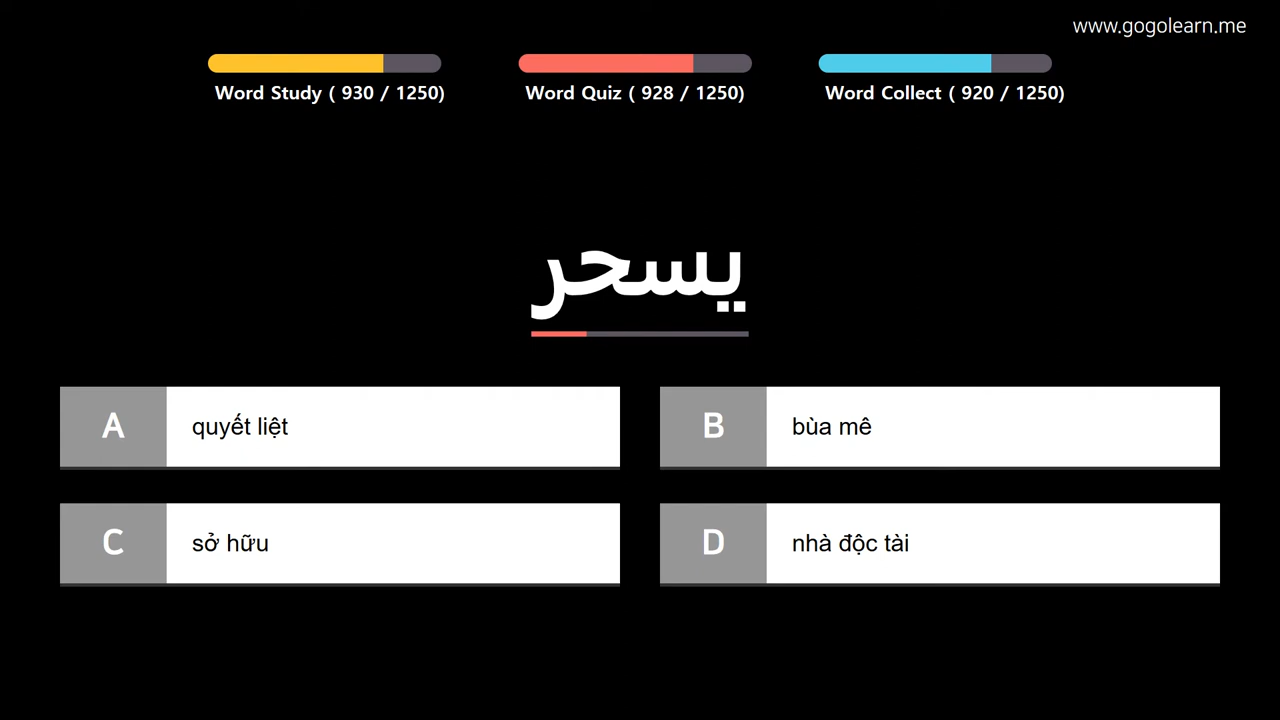 www.gogolearn.me
Word Study ( 930 / 1250)
Word Quiz ( 928 / 1250)
Word Collect ( 920 / 1250)
يسحر
A
quyết liệt
B
bùa mê
C
sở hữu
D
nhà độc tài